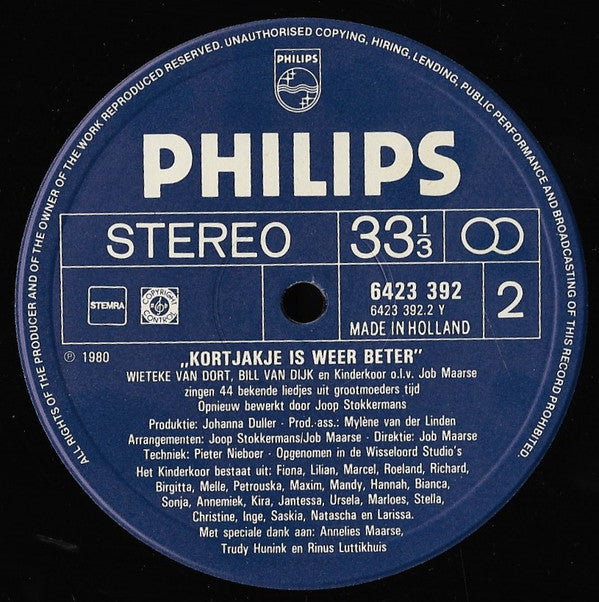 ALL RIGHTS OF THE PRODUCER AND OF THE OWNER OF THE WORK REPRODUCED RESERVED. UNAUTHORISED COPYING, HIRING, LENDING, PUBLIC PERFORMANCE AND BROADCASTING OF THIS RECORD PROHIBITED.
PHILIPS
PHILIPS
STEREO 33 1/3
STEMRA COPYRIGHT CONTROL 6423 392 2
6423 392.2 Y
MADE IN HOLLAND
℗ 1980 „KORTJAKJE IS WEER BETER"
WIETEKE VAN DORT, BILL VAN DIJK en Kinderkoor o.l.v. Job Maarse
zingen 44 bekende liedjes uit grootmoeders tijd
Opnieuw bewerkt door Joop Stokkermans
Produktie: Johanna Duller - Prod.-ass.: Mylène van der Linden
Arrangementen: Joop Stokkermans/Job Maarse - Direktie: Job Maarse
Techniek: Pieter Nieboer - Opgenomen in de Wisseloord Studio's
Het Kinderkoor bestaat uit: Fiona, Lilian, Marcel, Roeland, Richard,
Birgitta, Melle, Petrouska, Maxim, Mandy, Hannah, Bianca,
Sonja, Annemiek, Kira, Jantessa, Ursela, Marloes, Stella,
Christine, Inge, Saskia, Natascha en Larissa.
Met speciale dank aan: Annelies Maarse,
Trudy Hunink en Rinus Luttikhuis